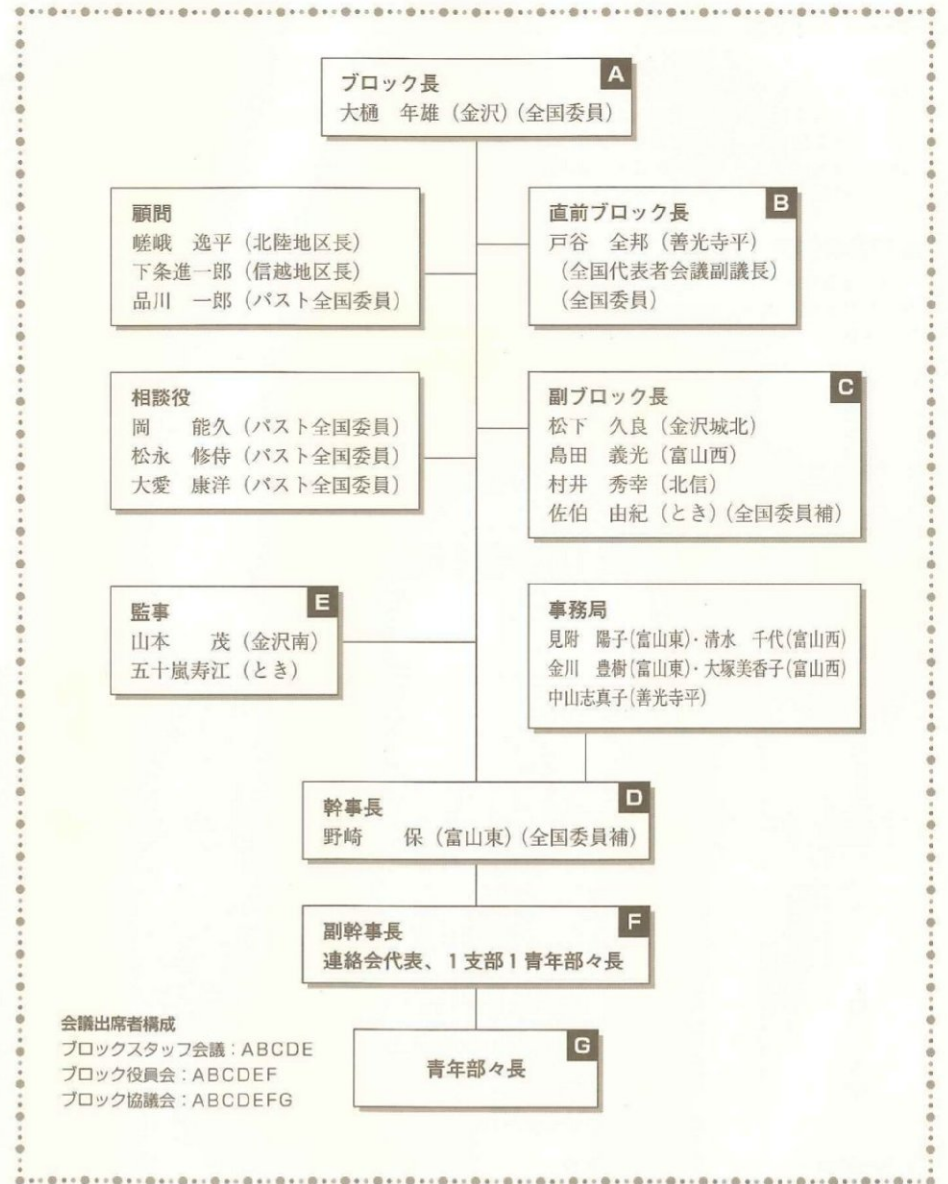 ブロック長 A
大樋 年雄（金沢）（全国委員）
顧問
嵯峨 逸平（北陸地区長）
下条進一郎（信越地区長）
品川 一郎（パスト全国委員）
直前ブロック長 B
戸谷 全邦（善光寺平）
（全国代表者会議副議長）
（全国委員）
相談役
岡 能久（パスト全国委員）
松永 修侍（パスト全国委員）
大愛 康洋（パスト全国委員）
副ブロック長 C
松下 久良（金沢城北）
島田 義光（富山西）
村井 秀幸（北信）
佐伯 由紀（とき）（全国委員補）
監事 E
山本 茂（金沢南）
五十嵐寿江（とき）
事務局
見附 陽子(富山東)・清水 千代(富山西)
金川 豊樹(富山東)・大塚美香子(富山西)
中山志真子(善光寺平)
幹事長 D
野崎 保（富山東）（全国委員補）
副幹事長 F
連絡会代表、1支部1青年部々長
青年部々長 G
会議出席者構成
ブロックスタッフ会議：ABCDE
ブロック役員会：ABCDEF
ブロック協議会：ABCDEFG